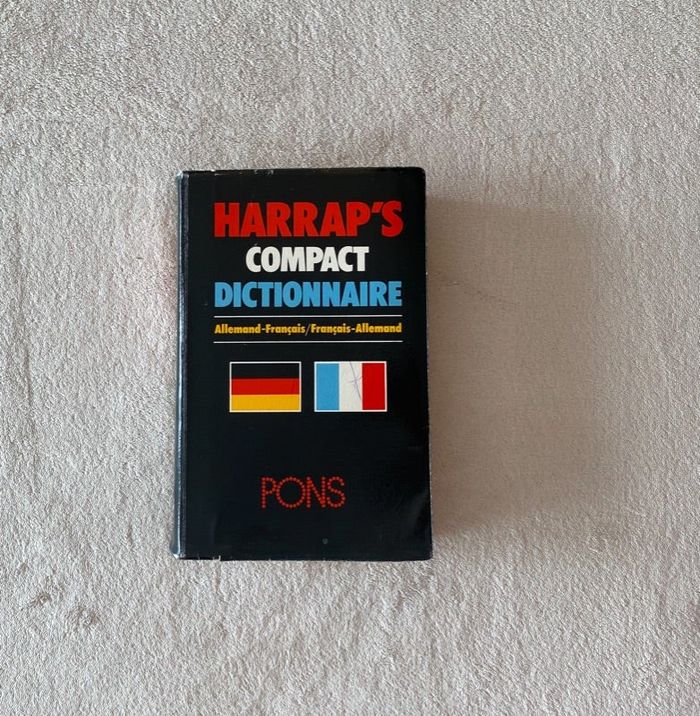 HARRAP'S
COMPACT
DICTIONNAIRE
Allemand-Français/Français-Allemand
PONS